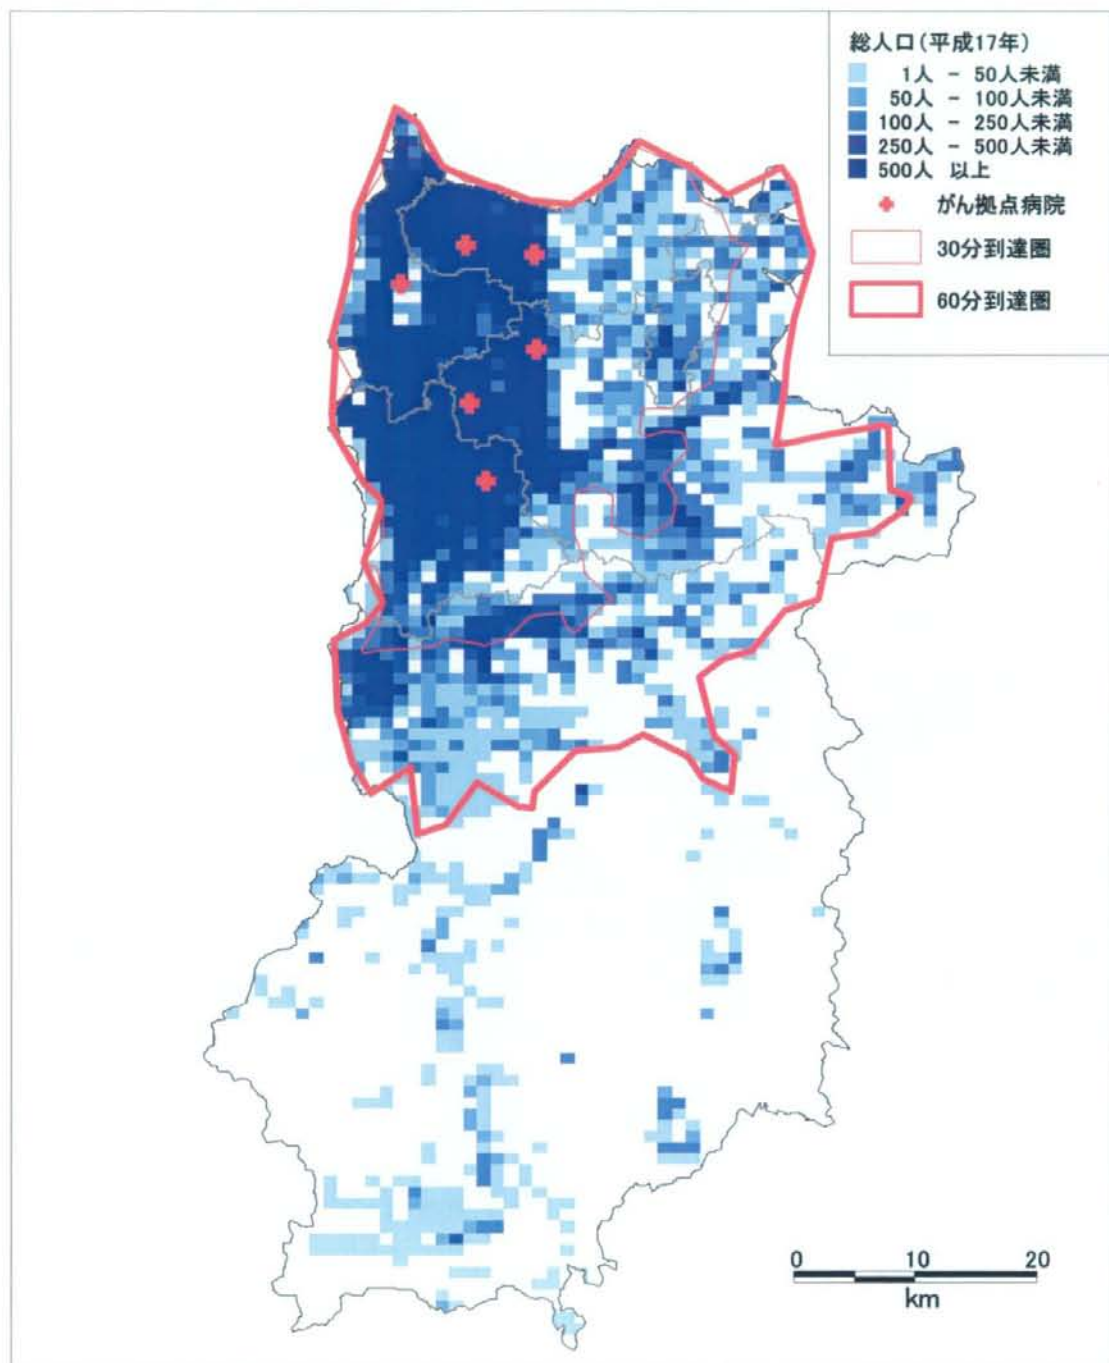 総人口(平成17年)
1人 - 50人未満
50人 - 100人未満
100人 - 250人未満
250人 - 500人未満
500人 以上
がん拠点病院
30分到達圏
60分到達圏
0 10 20
km